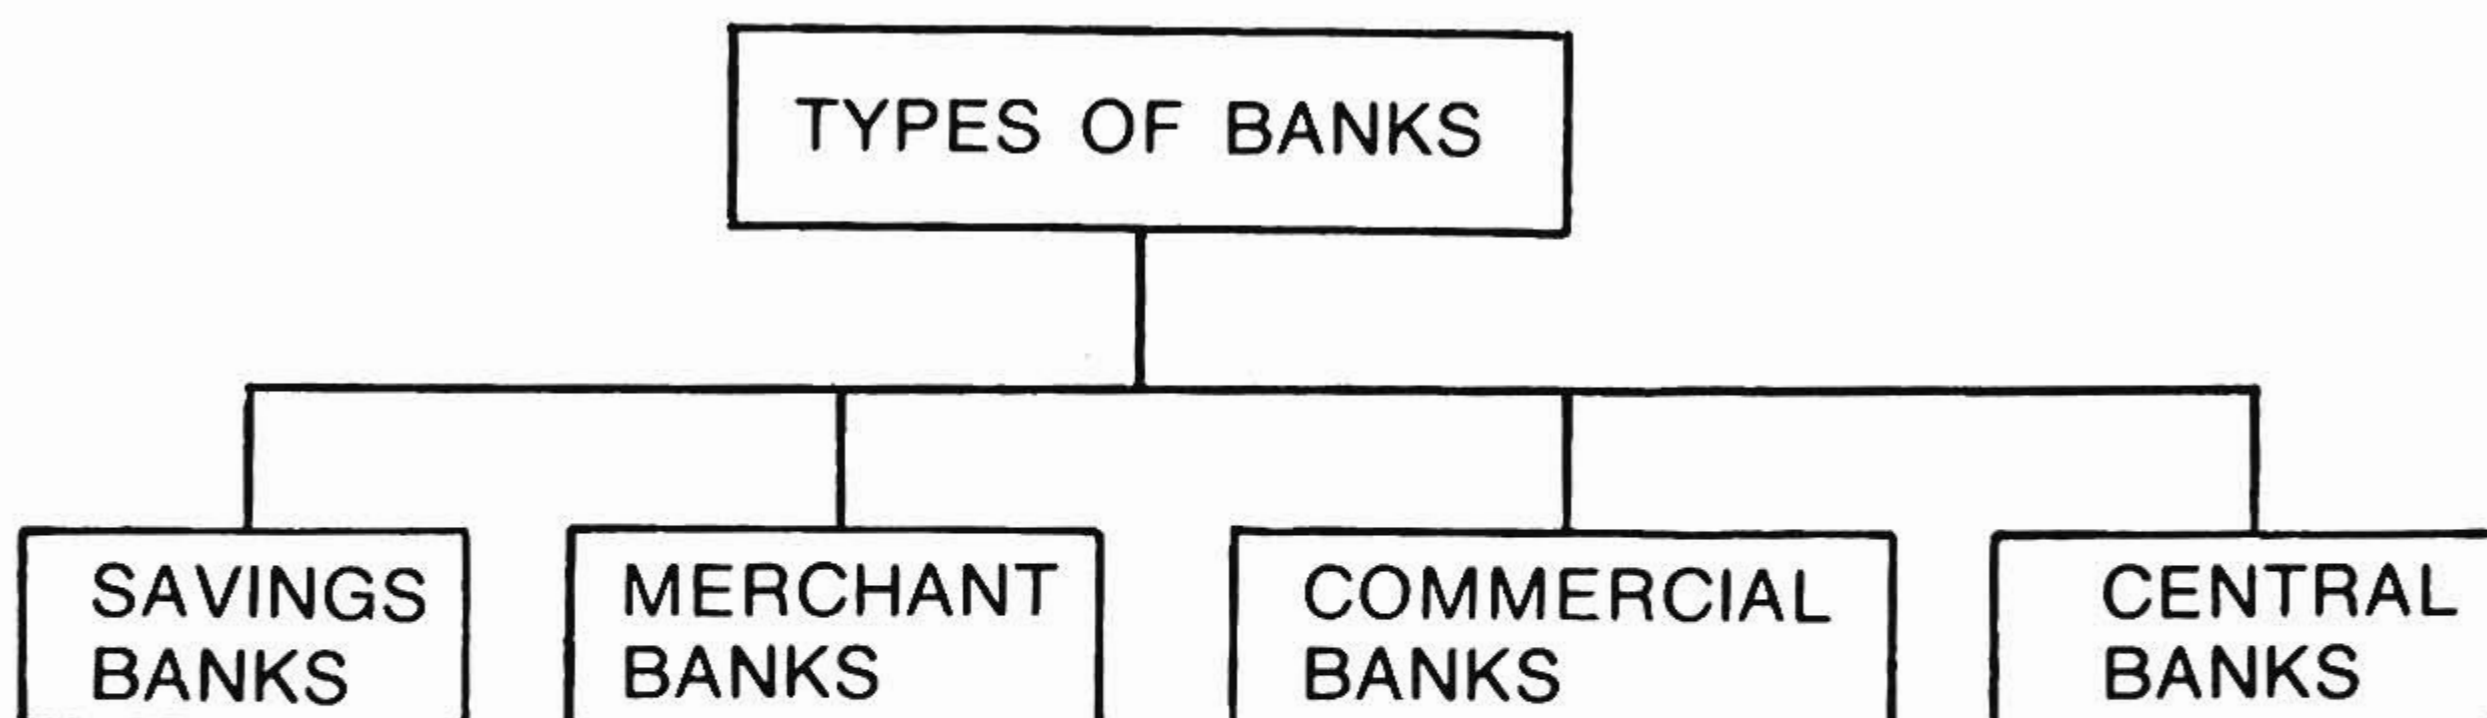 TYPES OF BANKS
SAVINGS
BANKS
MERCHANT
BANKS
COMMERCIAL
BANKS
CENTRAL
BANKS